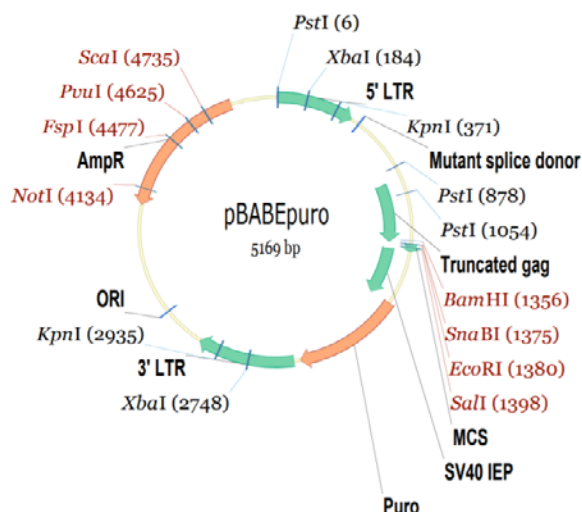 PstI (6)
ScaI (4735)
XbaI (184)
5' LTR
PvuI (4625)
KpnI (371)
FspI (4477)
Mutant splice donor
AmpR
PstI (878)
NotI (4134)
pBABEpuro
PstI (1054)
5169 bp
Truncated gag
ORI
BamHI (1356)
KpnI (2935)
SnaBI (1375)
3' LTR
EcoRI (1380)
XbaI (2748)
SalI (1398)
MCS
SV40 IEP
Puro